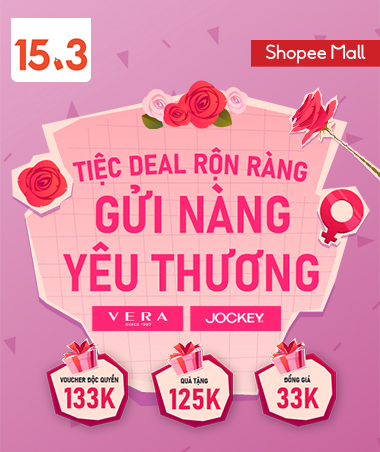 15.3
Shopee Mall
TIỆC DEAL RỘN RÀNG
GỬI NÀNG
YÊU THƯƠNG
VERA
SINCE 1957
JOCKEY
VOUCHER ĐỘC QUYỀN
133K
QUÀ TẶNG
125K
ĐỒNG GIÁ
33K